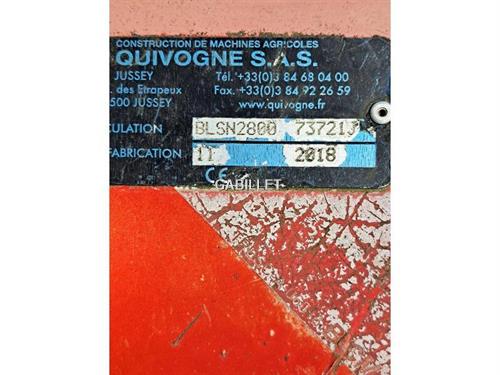 CONSTRUCTION DE MACHINES AGRICOLES
QUIVOGNE S.A.S.
JUSSEY Tél. +33(0)3 84 68 04 00
des Etrapeux Fax. +33(0)3 84 92 26 59
500 JUSSEY www.quivogne.fr
CULATION BLSN2800 73721J
FABRICATION 11 2018
CE
GABILLET